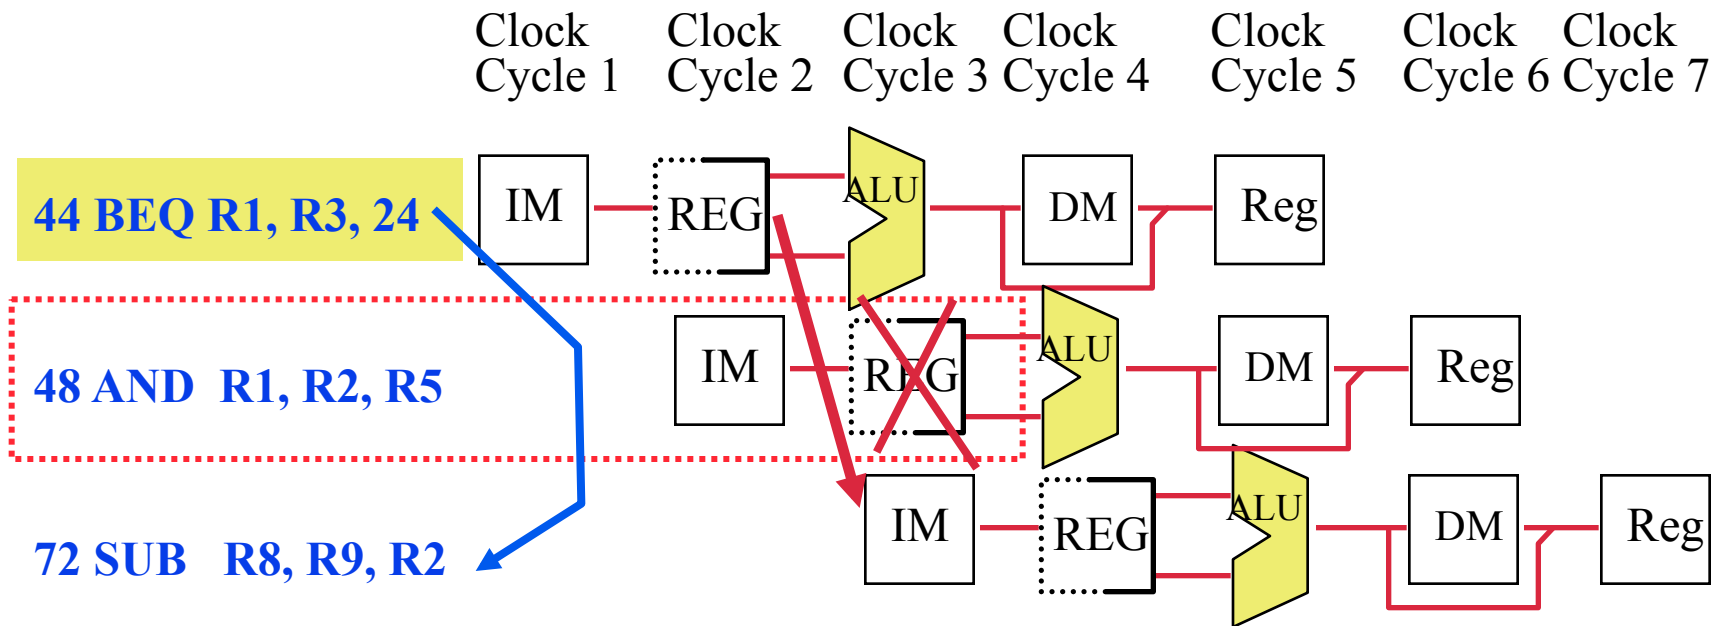 Clock Clock Clock Clock Clock Clock Clock
Cycle 1 Cycle 2 Cycle 3 Cycle 4 Cycle 5 Cycle 6 Cycle 7
44 BEQ R1, R3, 24 IM REG ALU DM Reg
48 AND R1, R2, R5 IM REG ALU DM Reg
72 SUB R8, R9, R2 IM REG ALU DM Reg